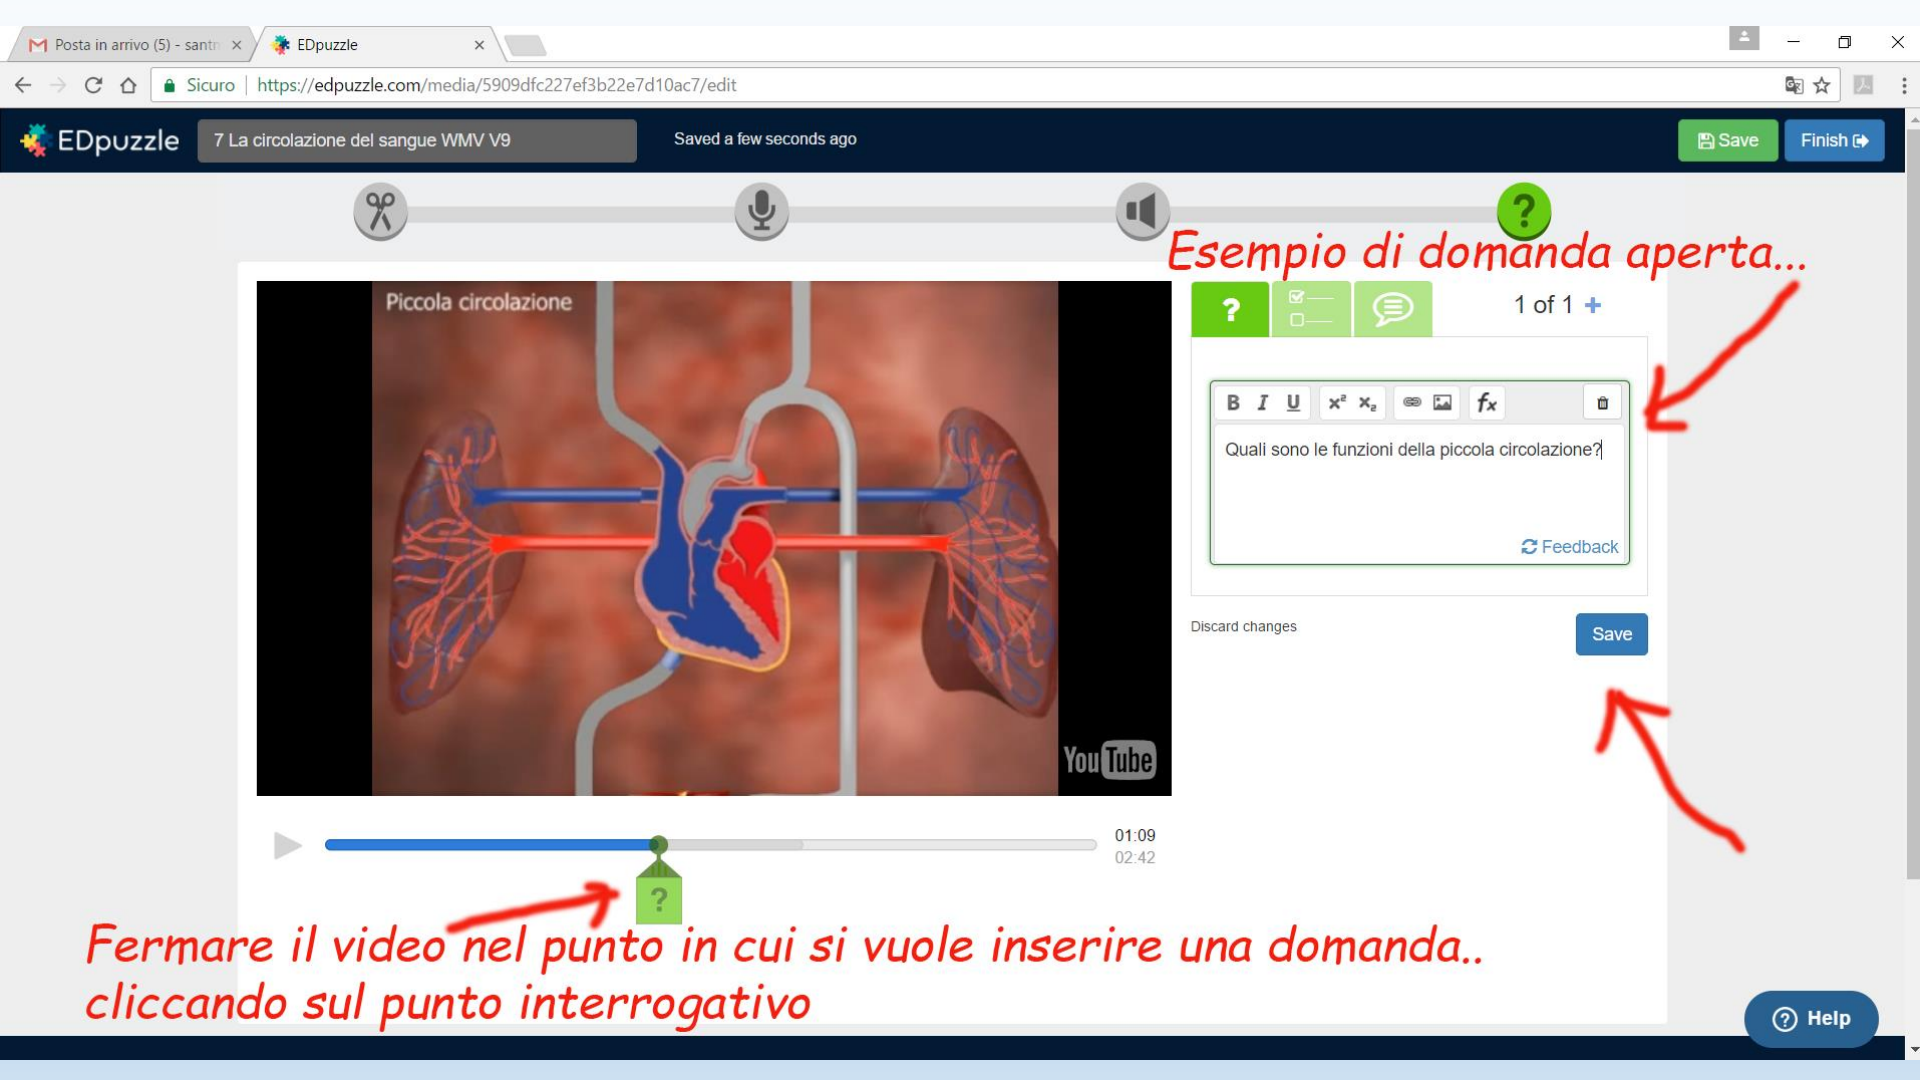 Posta in arrivo (5) - santr
EDpuzzle
Sicuro
https://edpuzzle.com/media/5909dfc227ef3b22e7d10ac7/edit
EDpuzzle
7 La circolazione del sangue WMV V9
Saved a few seconds ago
Save
Finish
?
Esempio di domanda aperta...
Piccola circolazione
?
1 of 1 +
B I U x² x₂ fx
Quali sono le funzioni della piccola circolazione?
Feedback
Discard changes
Save
YouTube
01:09
02:42
?
Fermare il video nel punto in cui si vuole inserire una domanda..
cliccando sul punto interrogativo
? Help